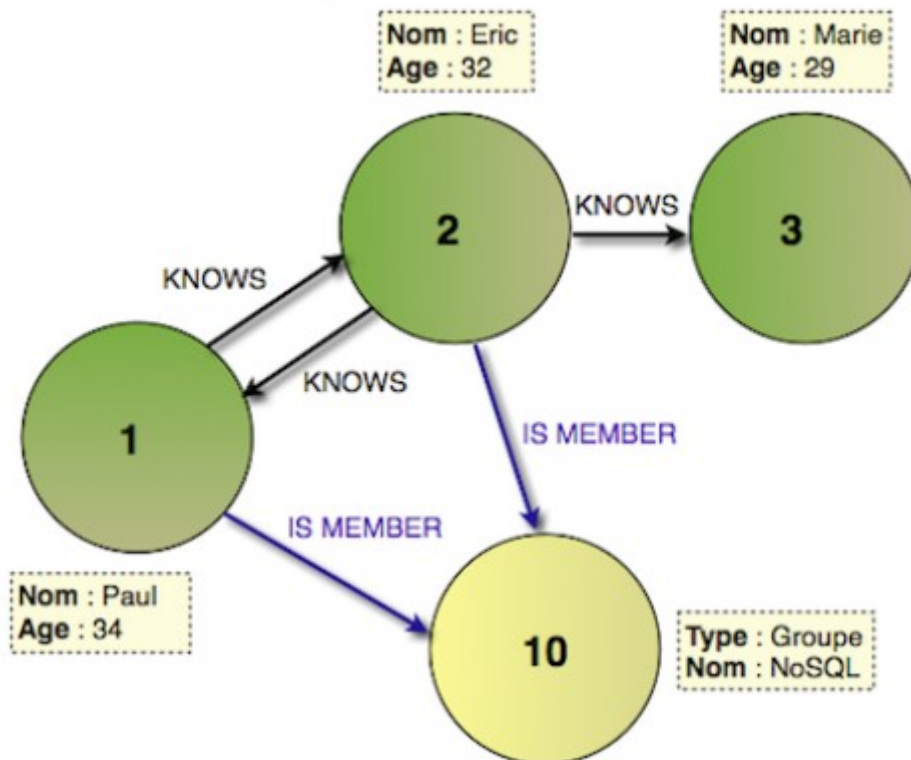 Nom : Eric
Age : 32
Nom : Marie
Age : 29
2
KNOWS
3
KNOWS
KNOWS
1
IS MEMBER
IS MEMBER
Nom : Paul
Age : 34
10
Type : Groupe
Nom : NoSQL